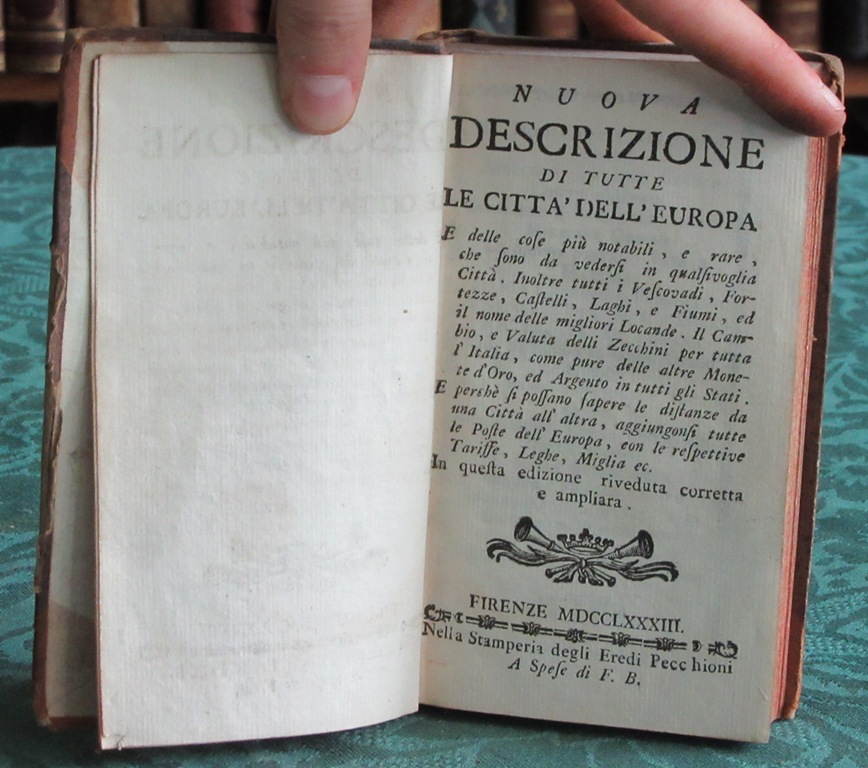 NUOVA
DESCRIZIONE
DI TUTTE
LE CITTA' DELL' EUROPA
E delle coſe più notabili, e rare,
che ſono da vederſi in qualſivoglia
Città. Inoltre tutti i Veſcovadi, For-
tezze, Caſtelli, Laghi, e Fiumi, ed
il nome delle migliori Locande. Il Cam-
bio, e Valuta delli Zecchini per tutta
l' Italia, come pure delle altre Mone-
te d'Oro, ed Argento in tutti gli Stati.
E perchè ſi poſſano ſapere le diſtanze da
una Città all' altra, aggiungonſi tutte
le Poſte dell' Europa, con le reſpettive
Tariffe, Leghe, Miglia ec.
In queſta edizione riveduta corretta
e ampliara.
FIRENZE MDCCLXXXIII.
Nella Stamperia degli Eredi Pecchioni
A Speſe di F. B.